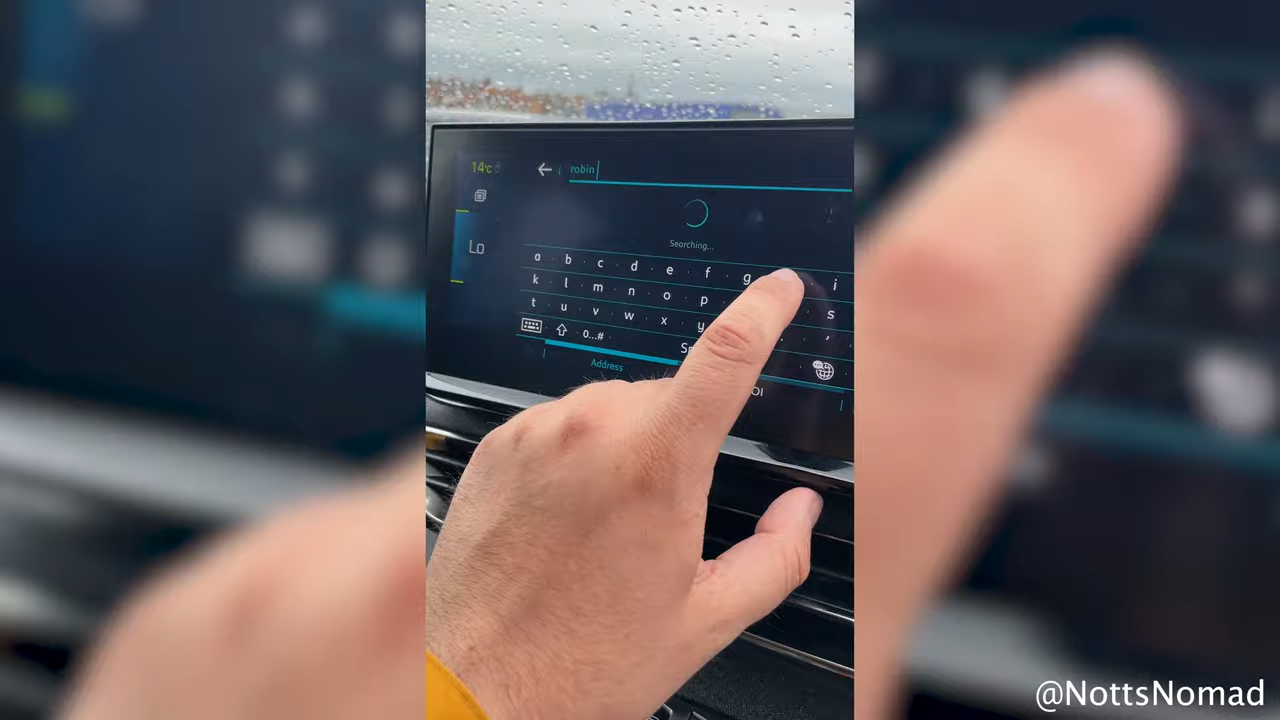 14°C
robin
Searching...
Lo
a b c d e f g i
k l m n o p s
t u v w x y ,
0...#
Address
@NottsNomad